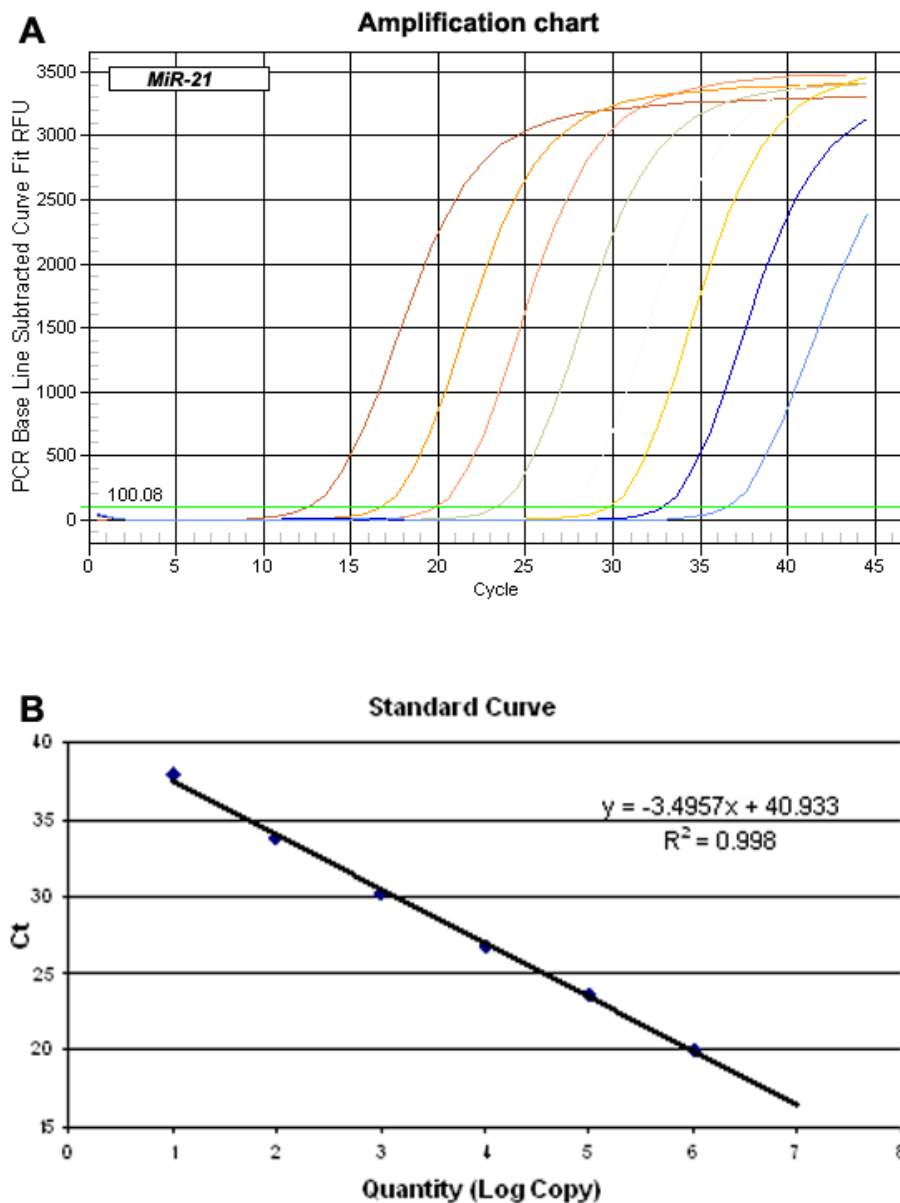 A
Amplification chart
MiR-21
PCR Base Line Subtracted Curve Fit RFU
3500
3000
2500
2000
1500
1000
500
0
100.08
0 5 10 15 20 25 30 35 40 45
Cycle
B
Standard Curve
Ct
40
35
30
25
20
15
y = -3.4957x + 40.933
R² = 0.998
0 1 2 3 4 5 6 7 8
Quantity (Log Copy)